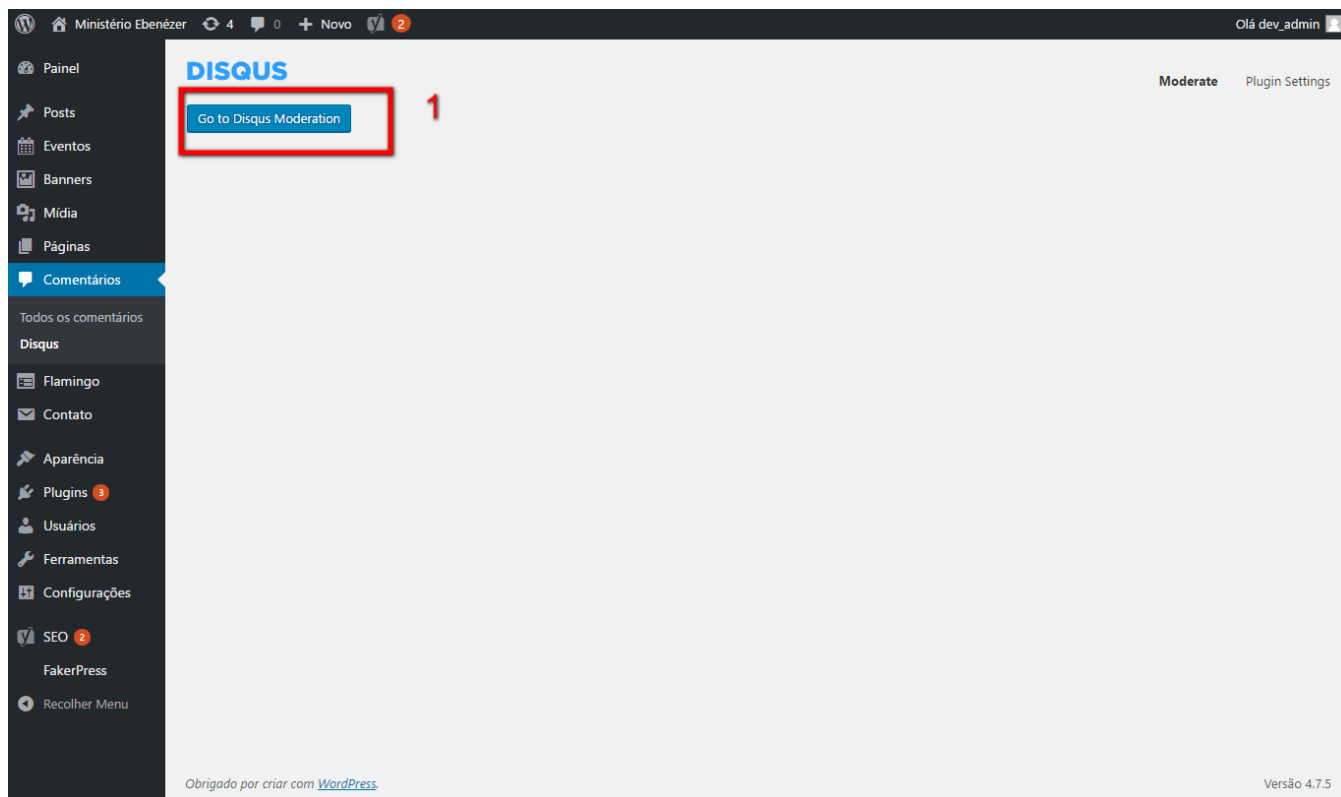 Ministério Ebenézer 4 0 + Novo 2 Olá dev_admin
Painel
Posts
Eventos
Banners
Mídia
Páginas
Comentários
Todos os comentários
Disqus
Flamingo
Contato
Aparência
Plugins 3
Usuários
Ferramentas
Configurações
SEO 2
FakerPress
Recolher Menu
DISQUS
Moderate Plugin Settings
Go to Disqus Moderation
1
Obrigado por criar com WordPress.
Versão 4.7.5